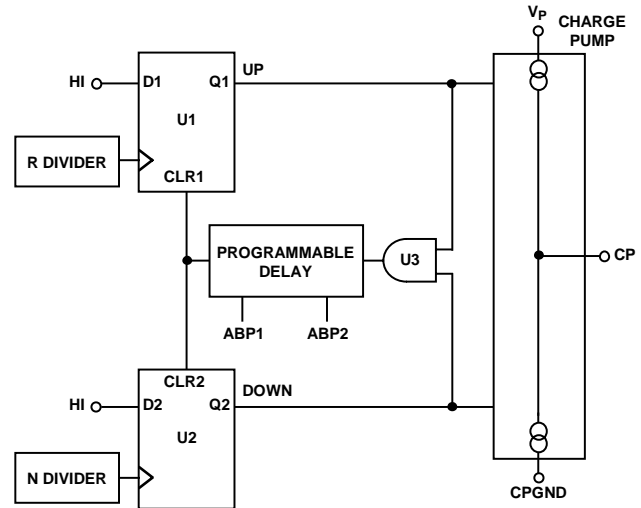 VP
CHARGE
PUMP
HI
D1
Q1
UP
U1
R DIVIDER
CLR1
PROGRAMMABLE
DELAY
U3
CP
ABP1
ABP2
CLR2
HI
D2
Q2
DOWN
U2
N DIVIDER
CPGND